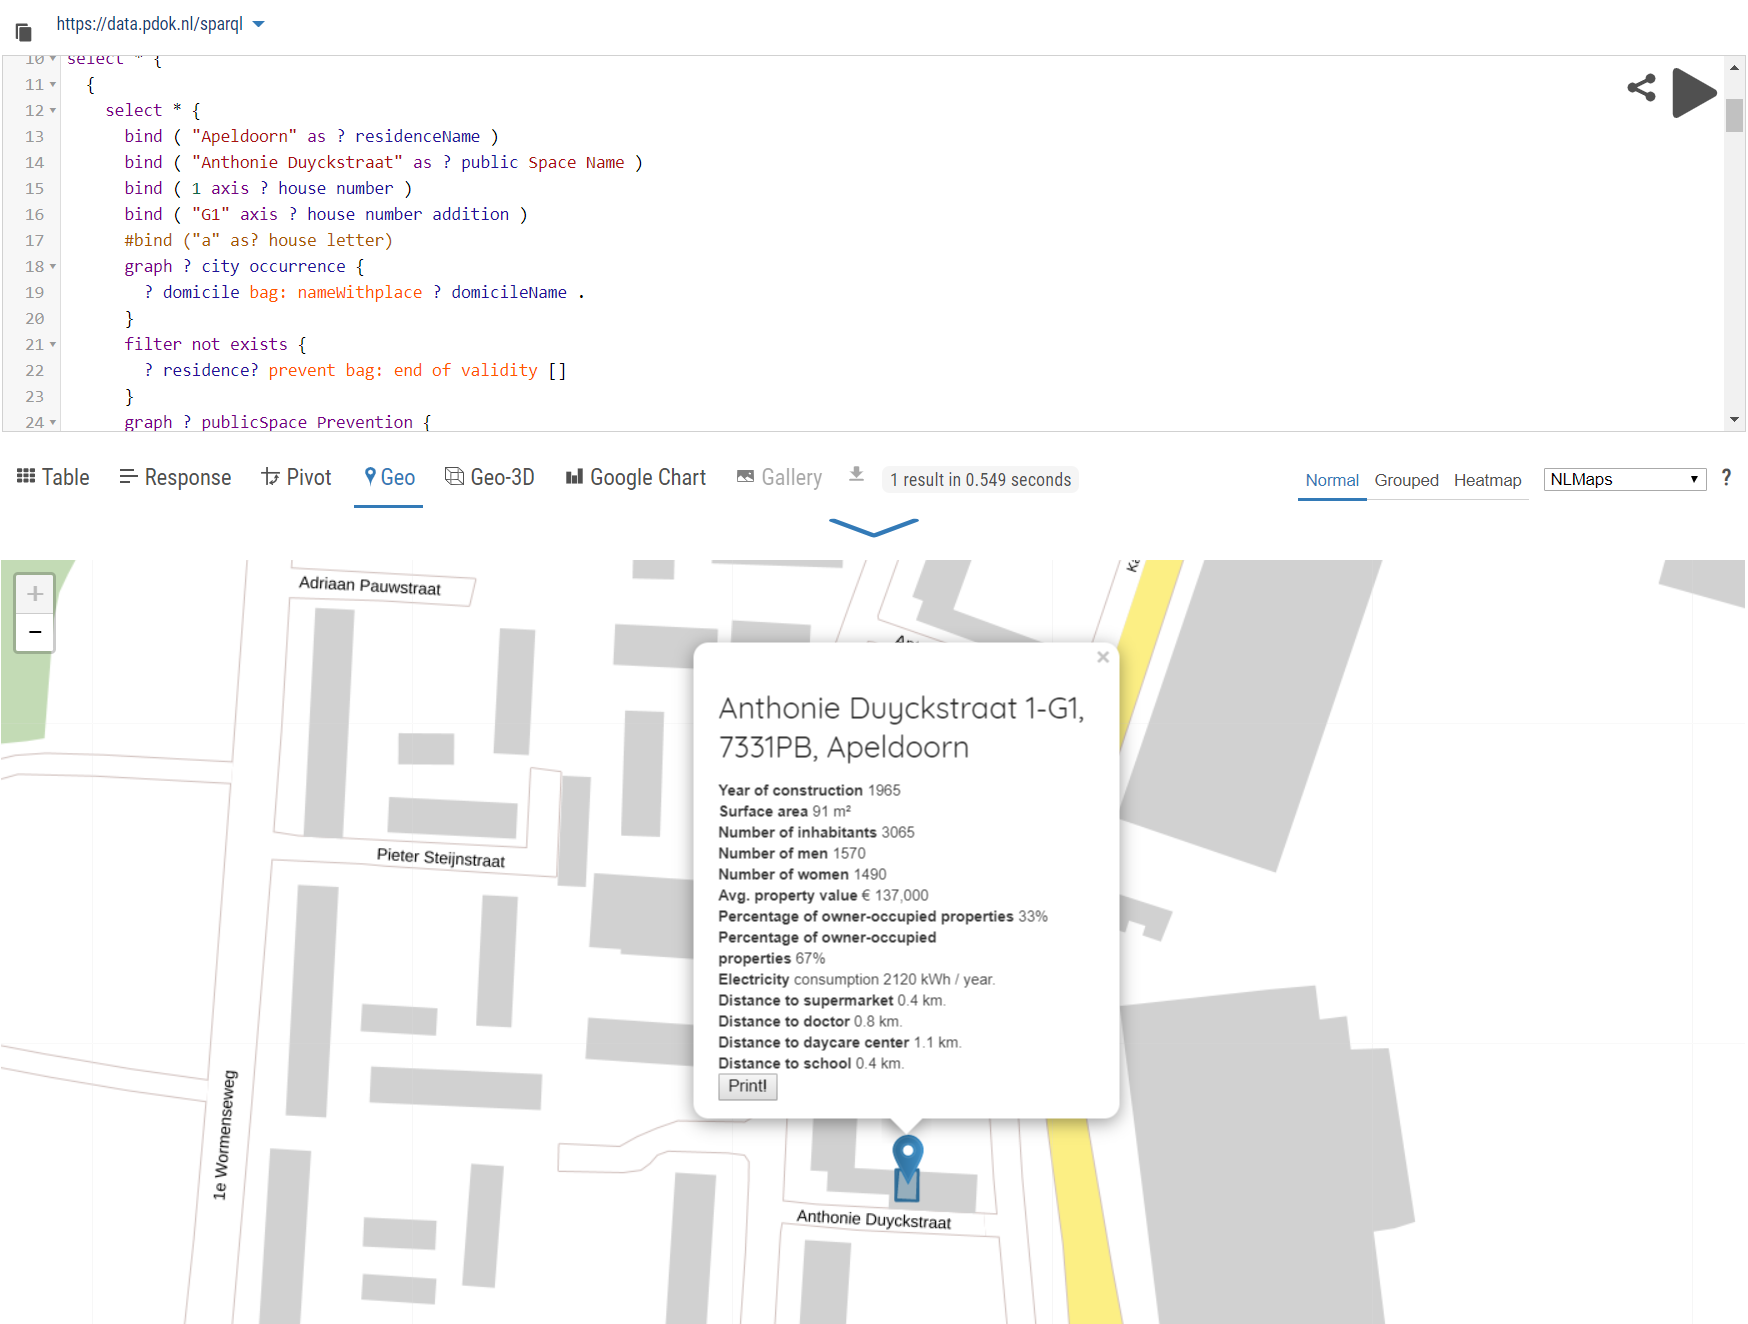 https://data.pdok.nl/sparql
10 select * {
11 {
12 select * {
13 bind ( "Apeldoorn" as ? residenceName )
14 bind ( "Anthonie Duyckstraat" as ? public Space Name )
15 bind ( 1 axis ? house number )
16 bind ( "G1" axis ? house number addition )
17 #bind ("a" as? house letter)
18 graph ? city occurrence {
19 ? domicile bag: nameWithplace ? domicileName .
20 }
21 filter not exists {
22 ? residence? prevent bag: end of validity []
23 }
24 graph ? publicSpace Prevention {
Table Response Pivot Geo Geo-3D Google Chart Gallery 1 result in 0.549 seconds Normal Grouped Heatmap NLMaps ?
+
−
Adriaan Pauwstraat
Anthonie Duyckstraat 1-G1,
7331PB, Apeldoorn
Year of construction 1965
Surface area 91 m²
Number of inhabitants 3065
Number of men 1570
Number of women 1490
Avg. property value € 137,000
Percentage of owner-occupied properties 33%
Percentage of owner-occupied
properties 67%
Electricity consumption 2120 kWh / year.
Distance to supermarket 0.4 km.
Distance to doctor 0.8 km.
Distance to daycare center 1.1 km.
Distance to school 0.4 km.
Print!
Pieter Steijnstraat
1e Wormenseweg
Anthonie Duyckstraat